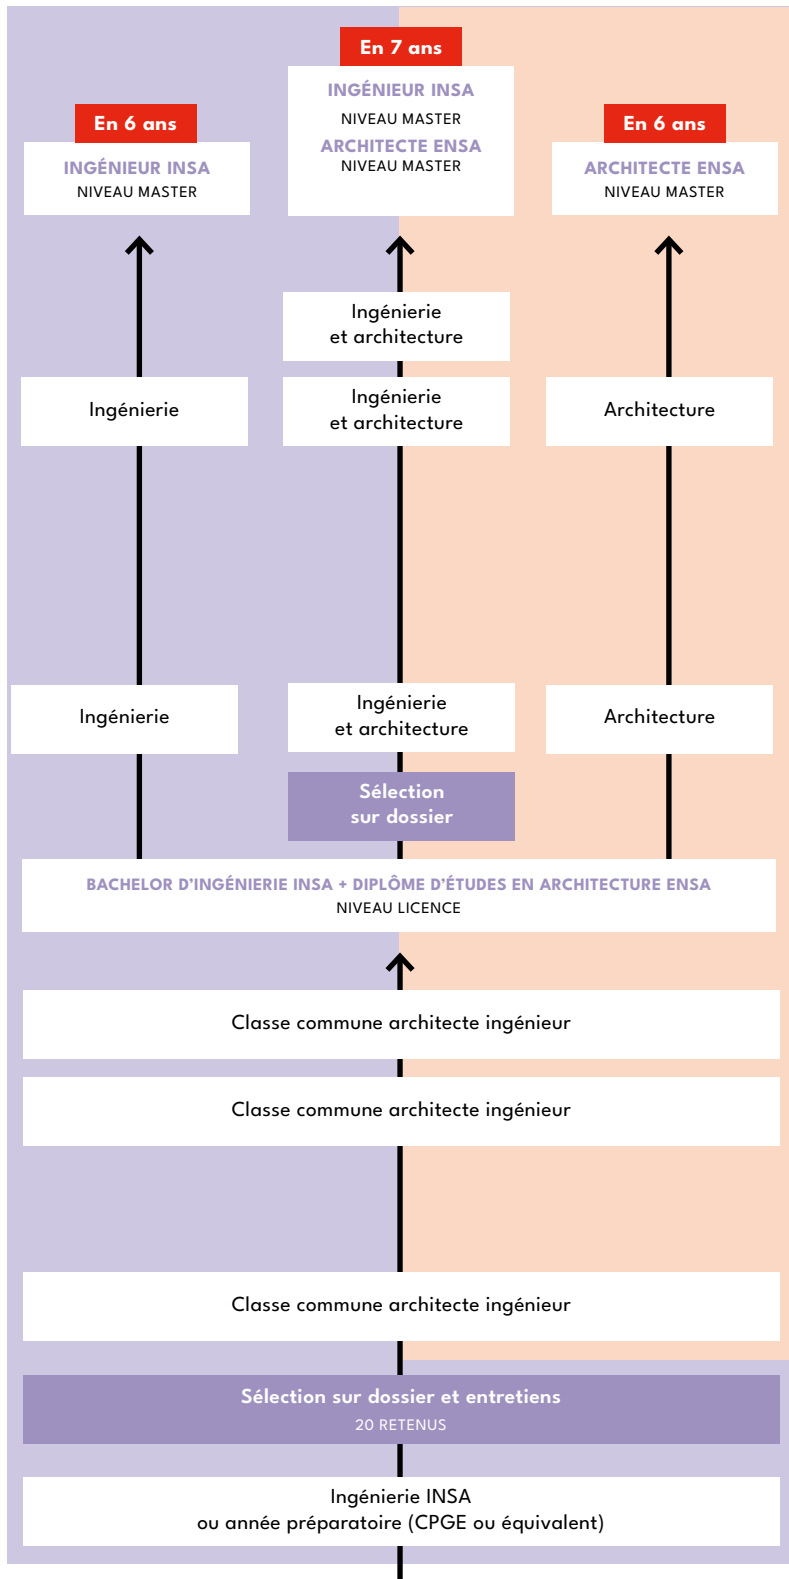 En 7 ans
INGÉNIEUR INSA
NIVEAU MASTER
ARCHITECTE ENSA
NIVEAU MASTER
En 6 ans
INGÉNIEUR INSA
NIVEAU MASTER
En 6 ans
ARCHITECTE ENSA
NIVEAU MASTER
Ingénierie
et architecture
Ingénierie
Ingénierie
et architecture
Architecture
Ingénierie
Ingénierie
et architecture
Architecture
Sélection
sur dossier
BACHELOR D'INGÉNIERIE INSA + DIPLÔME D'ÉTUDES EN ARCHITECTURE ENSA
NIVEAU LICENCE
Classe commune architecte ingénieur
Classe commune architecte ingénieur
Classe commune architecte ingénieur
Sélection sur dossier et entretiens
20 RETENUS
Ingénierie INSA
ou année préparatoire (CPGE ou équivalent)